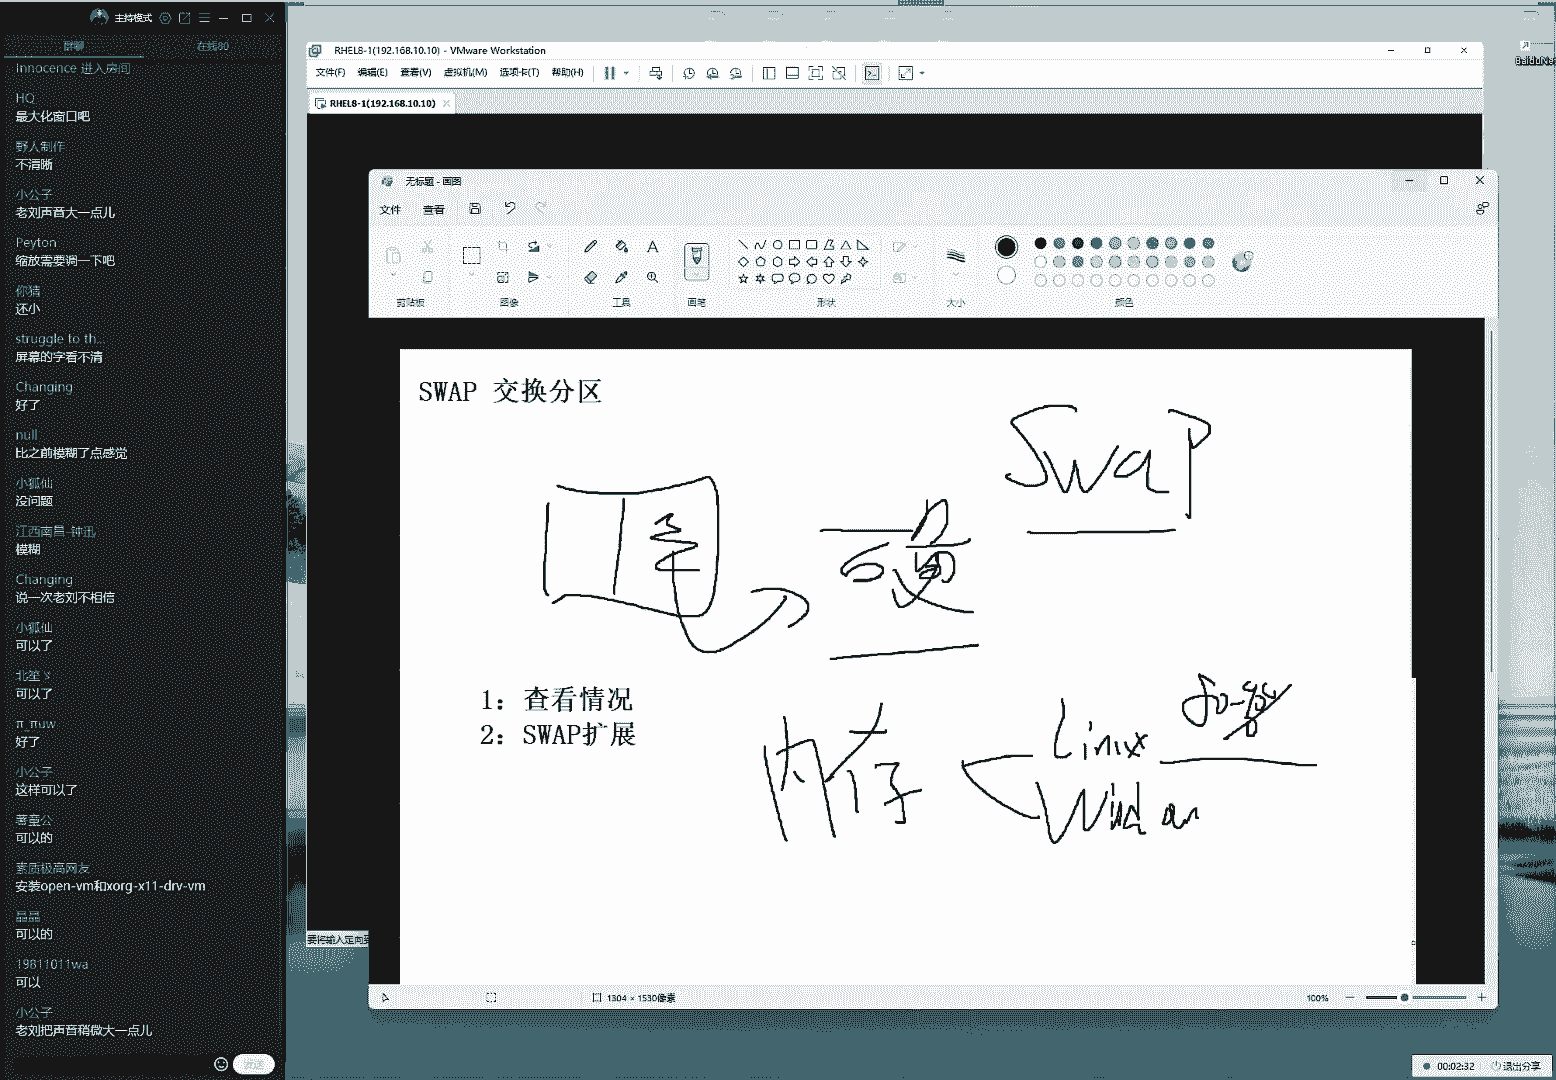 主持模式
群聊 在线80
innocence 进入房间
HQ
最大化窗口吧
野人制作
不清晰
小公子
老刘声音大一点儿
Peyton
缩放需要调一下吧
你猜
还小
struggle to th...
屏幕的字看不清
Changing
好了
null
比之前模糊了点感觉
小狐仙
没问题
江西南昌-钟迅
模糊
Changing
说一次老刘不相信
小狐仙
可以了
北笙
可以了
π_πuw
好了
小公子
这样可以了
著童公
可以的
素质极高网友
安装open-vm和xorg-x11-drv-vm
晶晶
可以的
19811011wa
可以
小公子
老刘把声音稍微大一点儿
发送
RHEL8-1(192.168.10.10) - VMware Workstation
文件(F) 编辑(E) 查看(V) 虚拟机(M) 选项卡(T) 帮助(H)
RHEL8-1(192.168.10.10)
BaiduNe
无标题 - 画图
文件 查看
剪贴板 图像 工具 画笔 形状 大小 颜色
SWAP 交换分区
Swap
内
硬
1: 查看情况
2: SWAP扩展
内存
Linux
要将输入定向到
1304 × 1530像素
100%
00:02:32 退出分享